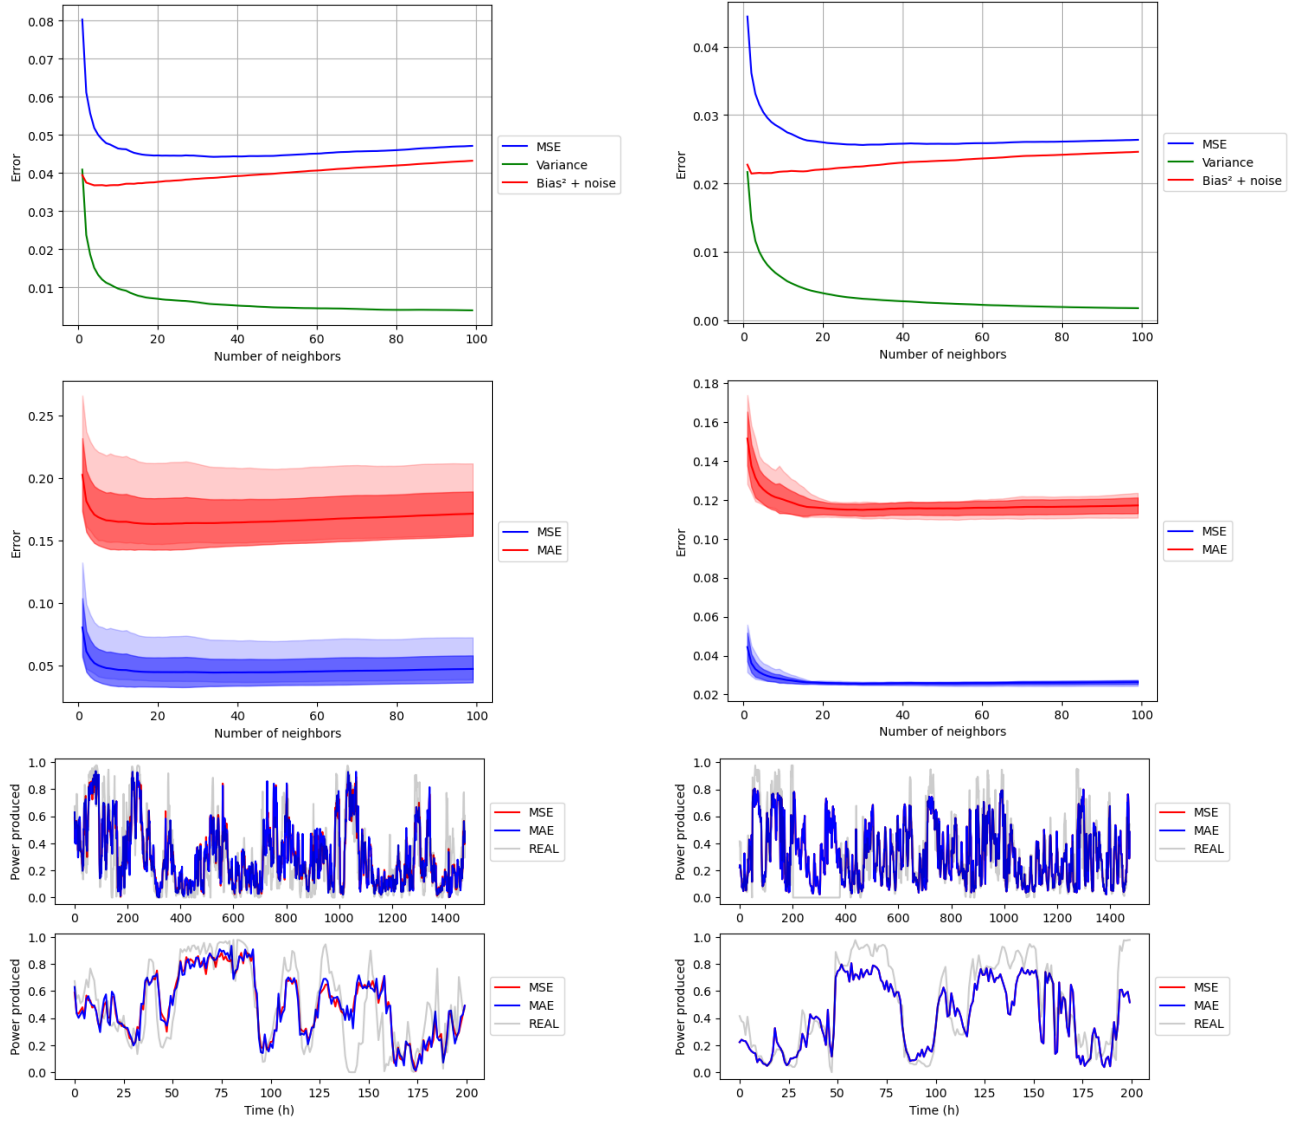 0.08
0.07
0.06
0.05
0.04
0.03
0.02
0.01
Error
0 20 40 60 80 100
Number of neighbors
MSE
Variance
Bias² + noise
0.04
0.03
0.02
0.01
0.00
Error
0 20 40 60 80 100
Number of neighbors
MSE
Variance
Bias² + noise
0.25
0.20
0.15
0.10
0.05
Error
0 20 40 60 80 100
Number of neighbors
MSE
MAE
0.18
0.16
0.14
0.12
0.10
0.08
0.06
0.04
0.02
Error
0 20 40 60 80 100
Number of neighbors
MSE
MAE
1.0
0.8
0.6
0.4
0.2
0.0
Power produced
0 200 400 600 800 1000 1200 1400
MSE
MAE
REAL
1.0
0.8
0.6
0.4
0.2
0.0
Power produced
0 200 400 600 800 1000 1200 1400
MSE
MAE
REAL
1.0
0.8
0.6
0.4
0.2
0.0
Power produced
0 25 50 75 100 125 150 175 200
Time (h)
MSE
MAE
REAL
1.0
0.8
0.6
0.4
0.2
0.0
Power produced
0 25 50 75 100 125 150 175 200
Time (h)
MSE
MAE
REAL